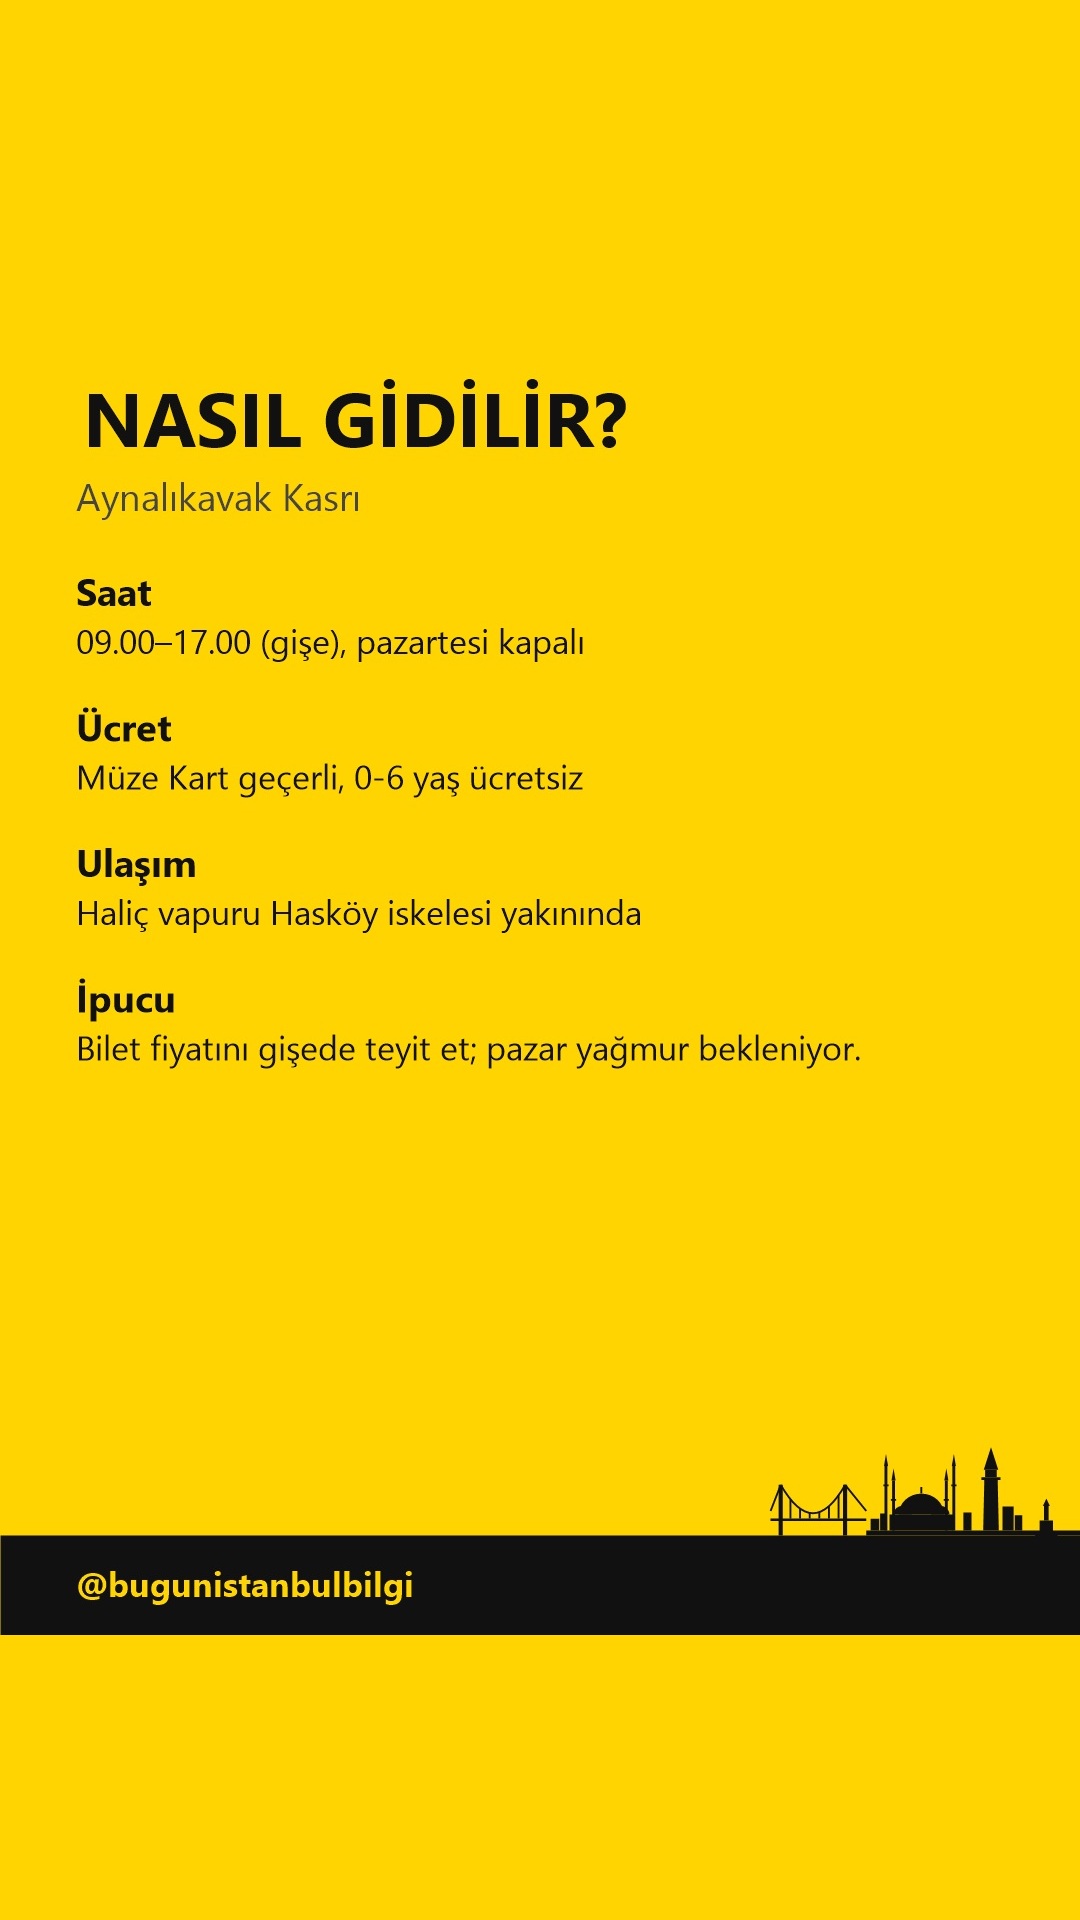 NASIL GİDİLİR?
Aynalıkavak Kasrı
Saat
09.00–17.00 (gişe), pazartesi kapalı
Ücret
Müze Kart geçerli, 0-6 yaş ücretsiz
Ulaşım
Haliç vapuru Hasköy iskelesi yakınında
İpucu
Bilet fiyatını gişede teyit et; pazar yağmur bekleniyor.
@bugunistanbulbilgi